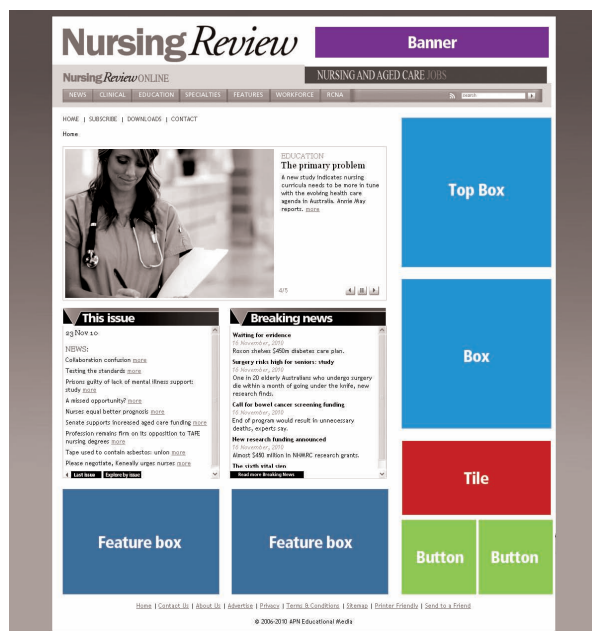 Nursing Review
Banner
Nursing Review ONLINE
NURSING AND AGED CARE JOBS
NEWS CLINICAL EDUCATION SPECIALTIES FEATURES WORKFORCE RCNA
Search
HOME | SUBSCRIBE | DOWNLOADS | CONTACT
Home
EDUCATION
The primary problem
A new study indicates nursing
curricula needs to be more in tune
with the evolving health care
agenda in Australia. Annie May
reports. more
4/5
Top Box
Box
This issue
23 Nov 10
NEWS:
Collaboration confusion more
Testing the standards more
Prisons guilty of lack of mental illness support:
study more
A missed opportunity? more
Nurses equal better prognosis more
Senate supports increased aged care funding more
Profession remains firm on its opposition to TAFE
nursing degrees more
Tape used to contain asbestos: union more
Please negotiate, Keneally urges nurses more
Last Issue Explore by issue
Breaking news
Waiting for evidence
16 November, 2010
Roxon shelves $450m diabetes care plan.
Surgery risks high for seniors: study
16 November, 2010
One in 20 elderly Australians who undergo surgery
die within a month of going under the knife, new
research finds.
Call for bowel cancer screening funding
16 November, 2010
End of program would result in unnecessary
deaths, experts say.
New research funding announced
16 November, 2010
Almost $450 million in NHMRC research grants.
The sixth vital sign
Read more Breaking News
Tile
Feature box
Feature box
Button
Button
Home | Contact Us | About Us | Advertise | Privacy | Terms & Conditions | Sitemap | Printer Friendly | Send to a Friend
© 2006-2010 APN Educational Media